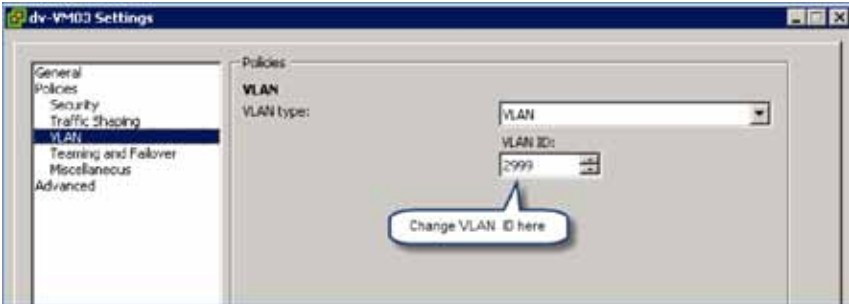 dv-VM03 Settings
General
Policies
Security
Traffic Shaping
VLAN
Teaming and Failover
Miscellaneous
Advanced
Policies
VLAN
VLAN type:
VLAN
VLAN ID:
2999
Change VLAN ID here